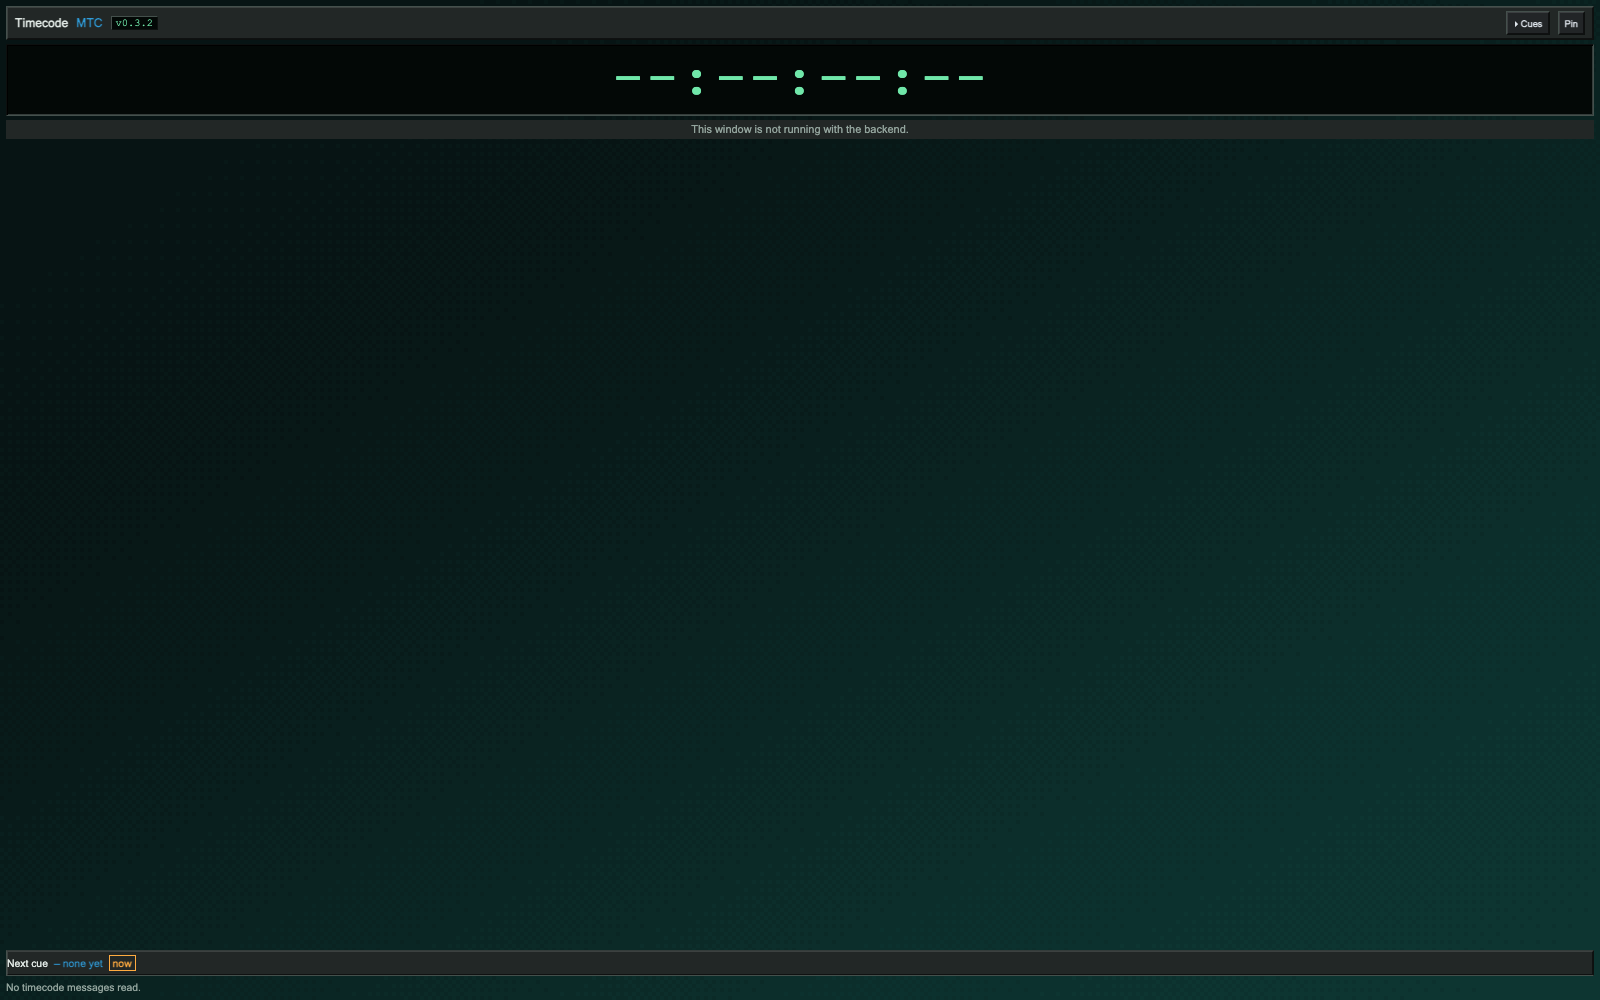 Timecode MTC v0.3.2 Cues Pin
--:--:--:--
This window is not running with the backend.
Next cue – none yet now
No timecode messages read.